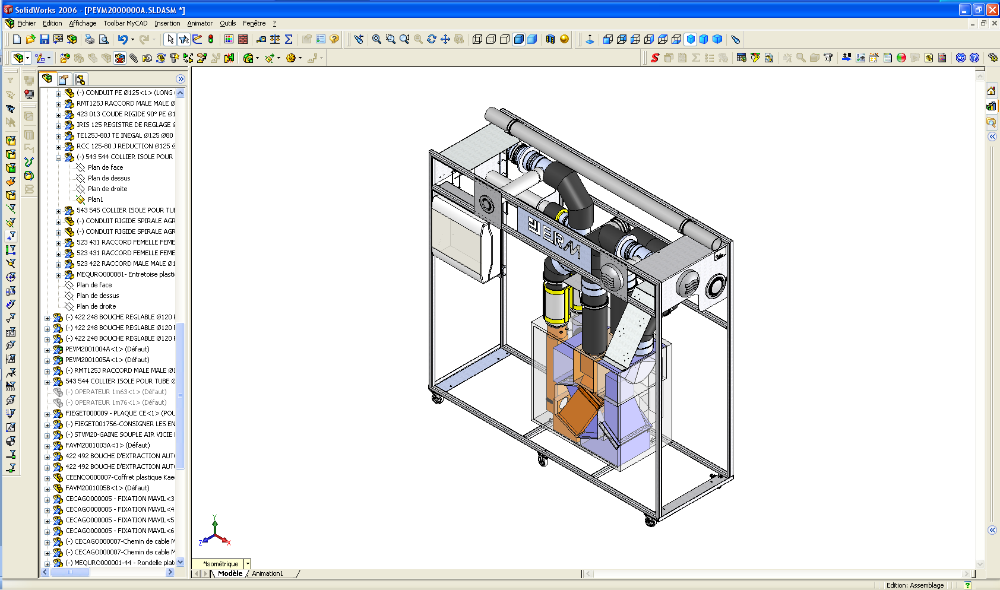 SolidWorks 2006 - [PEVM2000000A.SLDASM *]
Fichier Edition Affichage Toolbar MyCAD Insertion Animator Outils Fenêtre ?
(-) CONDUIT PE Ø125<1> (LONG
RMT125J RACCORD MALE MALE Ø
423 013 COUDE RIGIDE 90° PE Ø1
IRIS 125 REGISTRE DE REGLAGE Ø
TE125J-80J TE INEGAL Ø125 Ø80
RCC 125-80 J REDUCTION Ø125 Ø
(-) 543 544 COLLIER ISOLE POUR
Plan de face
Plan de dessus
Plan de droite
Plan1
543 545 COLLIER ISOLE POUR TUE
(-) CONDUIT RIGIDE SPIRALE AGR
(-) CONDUIT RIGIDE SPIRALE AGR
523 431 RACCORD FEMELLE FEME
523 431 RACCORD FEMELLE FEME
523 422 RACCORD MALE MALE Ø1
MEQURO000081- Entretoise plasti
Plan de face
Plan de dessus
Plan de droite
(-) 422 248 BOUCHE REGLABLE Ø120 F
(-) 422 248 BOUCHE REGLABLE Ø120 F
(-) 422 248 BOUCHE REGLABLE Ø120 F
PEVM2001004A<1> (Défaut)
PEVM2001005A<1> (Défaut)
(-) RMT125J RACCORD MALE MALE Ø1
543 544 COLLIER ISOLE POUR TUBE Ø
(-) OPERATEUR 1m63<1> (Défaut)
(-) OPERATEUR 1m76<1> (Défaut)
FIEGET000009 - PLAQUE CE<1> (POU
(-) FIEGET001756-CONSIGNER LES EN
(-) STVM20-GAINE SOUPLE AIR VICIE
FAVM2001003A<1> (Défaut)
422 492 BOUCHE D'EXTRACTION AUT
422 492 BOUCHE D'EXTRACTION AUT
CEENCO000007-Coffret plastique Kae
FAVM2001005B<1> (Défaut)
CECAGO000005 - FIXATION MAVIL<3
CECAGO000005 - FIXATION MAVIL<4
CECAGO000005 - FIXATION MAVIL<5
CECAGO000005 - FIXATION MAVIL<6
(-) CECAGO000007-Chemin de cable M
(-) CECAGO000007-Chemin de cable M
(-) MEQURO000001-44 - Rondelle plat
ERM
Y
Z
X
*Isométrique
Modèle Animation1
Edition: Assemblage